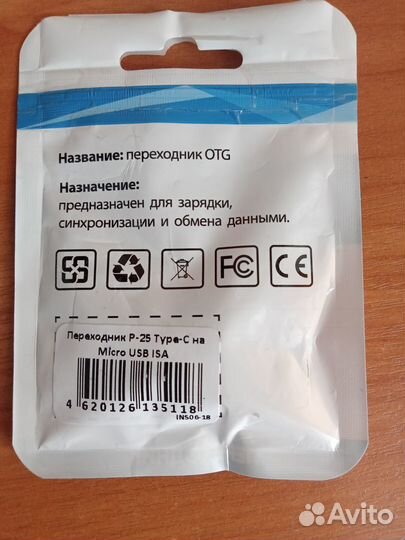 Название: переходник OTG
Назначение:
предназначен для зарядки,
синхронизации и обмена данными.
FC CE
Переходник P-25 Type-C на
Micro USB ISA
4 620126 135118
INS06-18
Avito